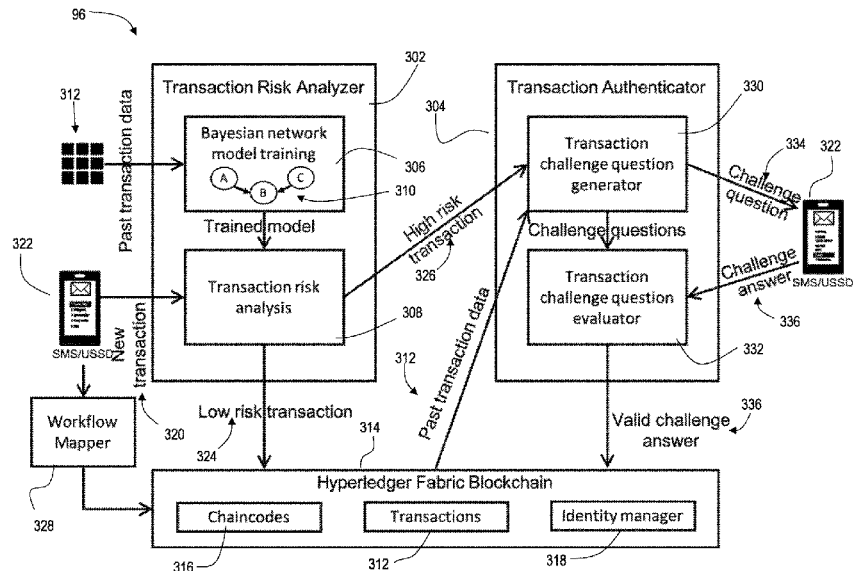 96
312
Past transaction data
Transaction Risk Analyzer
302
Bayesian network
model training
306
A
B
C
310
Trained model
Transaction risk
analysis
308
322
SMS/USSD
New
transaction
320
Workflow
Mapper
328
Low risk transaction
324
High risk
transaction
326
304
Transaction Authenticator
330
Transaction
challenge question
generator
334
Challenge
question
322
SMS/USSD
Challenge questions
Transaction
challenge question
evaluator
332
Challenge
answer
336
312
Past transaction data
Valid challenge
answer
336
314
Hyperledger Fabric Blockchain
Chaincodes
316
Transactions
312
Identity manager
318